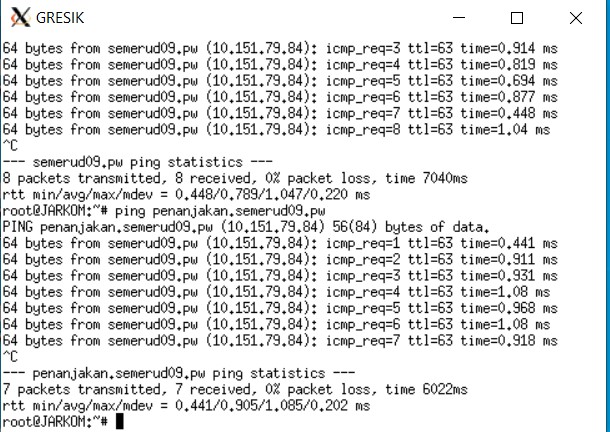 GRESIK
64 bytes from semerud09.pw (10.151.79.84): icmp_req=3 ttl=63 time=0.914 ms
64 bytes from semerud09.pw (10.151.79.84): icmp_req=4 ttl=63 time=0.819 ms
64 bytes from semerud09.pw (10.151.79.84): icmp_req=5 ttl=63 time=0.694 ms
64 bytes from semerud09.pw (10.151.79.84): icmp_req=6 ttl=63 time=0.877 ms
64 bytes from semerud09.pw (10.151.79.84): icmp_req=7 ttl=63 time=0.448 ms
64 bytes from semerud09.pw (10.151.79.84): icmp_req=8 ttl=63 time=1.04 ms
^C
--- semerud09.pw ping statistics ---
8 packets transmitted, 8 received, 0% packet loss, time 7040ms
rtt min/avg/max/mdev = 0.448/0.789/1.047/0.220 ms
root@JARKOM:~# ping penanjakan.semerud09.pw
PING penanjakan.semerud09.pw (10.151.79.84) 56(84) bytes of data.
64 bytes from semerud09.pw (10.151.79.84): icmp_req=1 ttl=63 time=0.441 ms
64 bytes from semerud09.pw (10.151.79.84): icmp_req=2 ttl=63 time=0.911 ms
64 bytes from semerud09.pw (10.151.79.84): icmp_req=3 ttl=63 time=0.931 ms
64 bytes from semerud09.pw (10.151.79.84): icmp_req=4 ttl=63 time=1.08 ms
64 bytes from semerud09.pw (10.151.79.84): icmp_req=5 ttl=63 time=0.968 ms
64 bytes from semerud09.pw (10.151.79.84): icmp_req=6 ttl=63 time=1.08 ms
64 bytes from semerud09.pw (10.151.79.84): icmp_req=7 ttl=63 time=0.918 ms
^C
--- penanjakan.semerud09.pw ping statistics ---
7 packets transmitted, 7 received, 0% packet loss, time 6022ms
rtt min/avg/max/mdev = 0.441/0.905/1.085/0.202 ms
root@JARKOM:~#